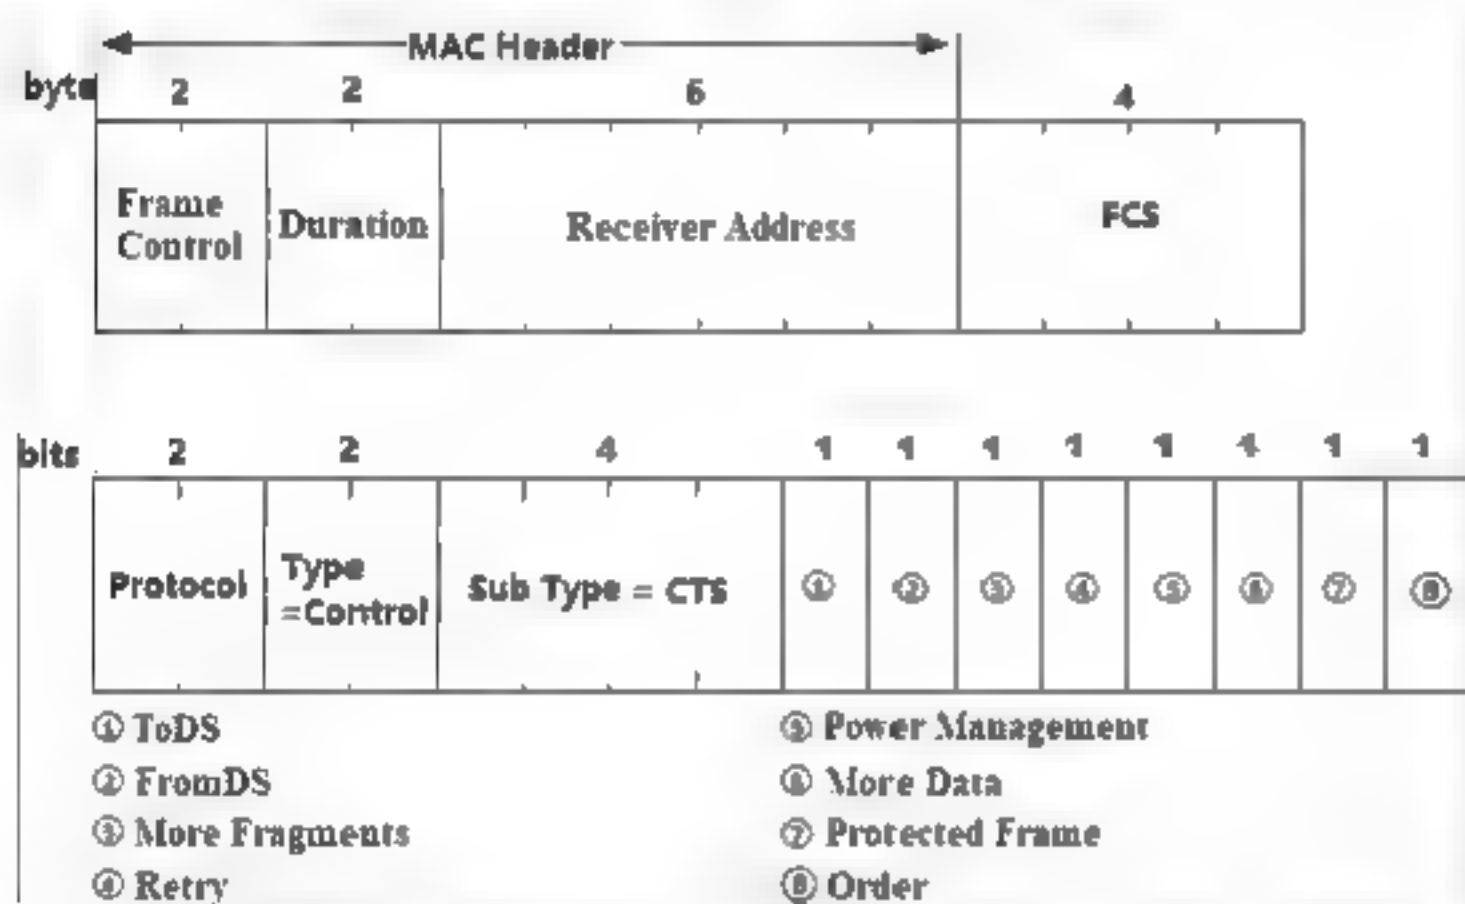 MAC Header
byte 2 2 6 4
Frame Control Duration Receiver Address FCS
bits 2 2 4 1 1 1 1 1 1 1 1
Protocol Type =Control Sub Type = CTS ① ② ③ ④ ⑤ ⑥ ⑦ ⑧
① ToDS ⑤ Power Management
② FromDS ⑥ More Data
③ More Fragments ⑦ Protected Frame
④ Retry ⑧ Order